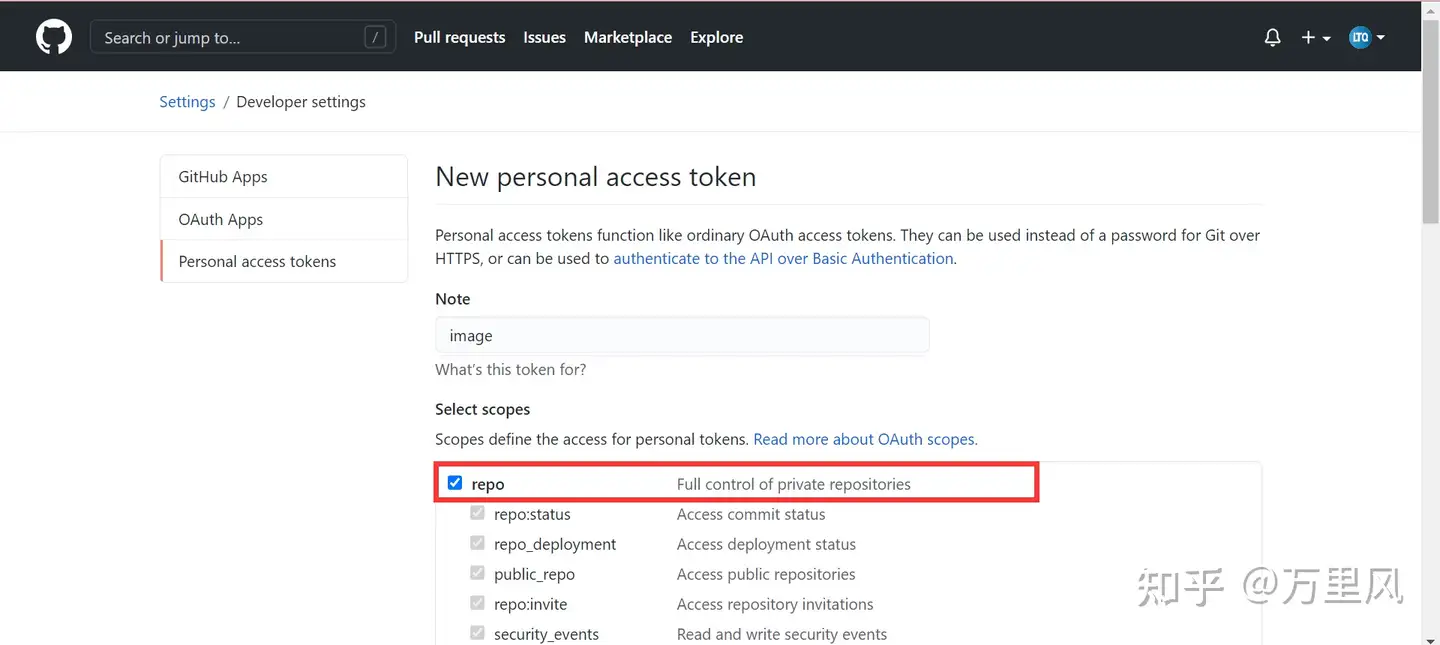 Search or jump to... /
Pull requests Issues Marketplace Explore
LTQ
Settings / Developer settings
GitHub Apps
OAuth Apps
Personal access tokens
New personal access token
Personal access tokens function like ordinary OAuth access tokens. They can be used instead of a password for Git over
HTTPS, or can be used to authenticate to the API over Basic Authentication.
Note
image
What's this token for?
Select scopes
Scopes define the access for personal tokens. Read more about OAuth scopes.
repo Full control of private repositories
repo:status Access commit status
repo_deployment Access deployment status
public_repo Access public repositories
repo:invite Access repository invitations
security_events Read and write security events
知乎 @万里风